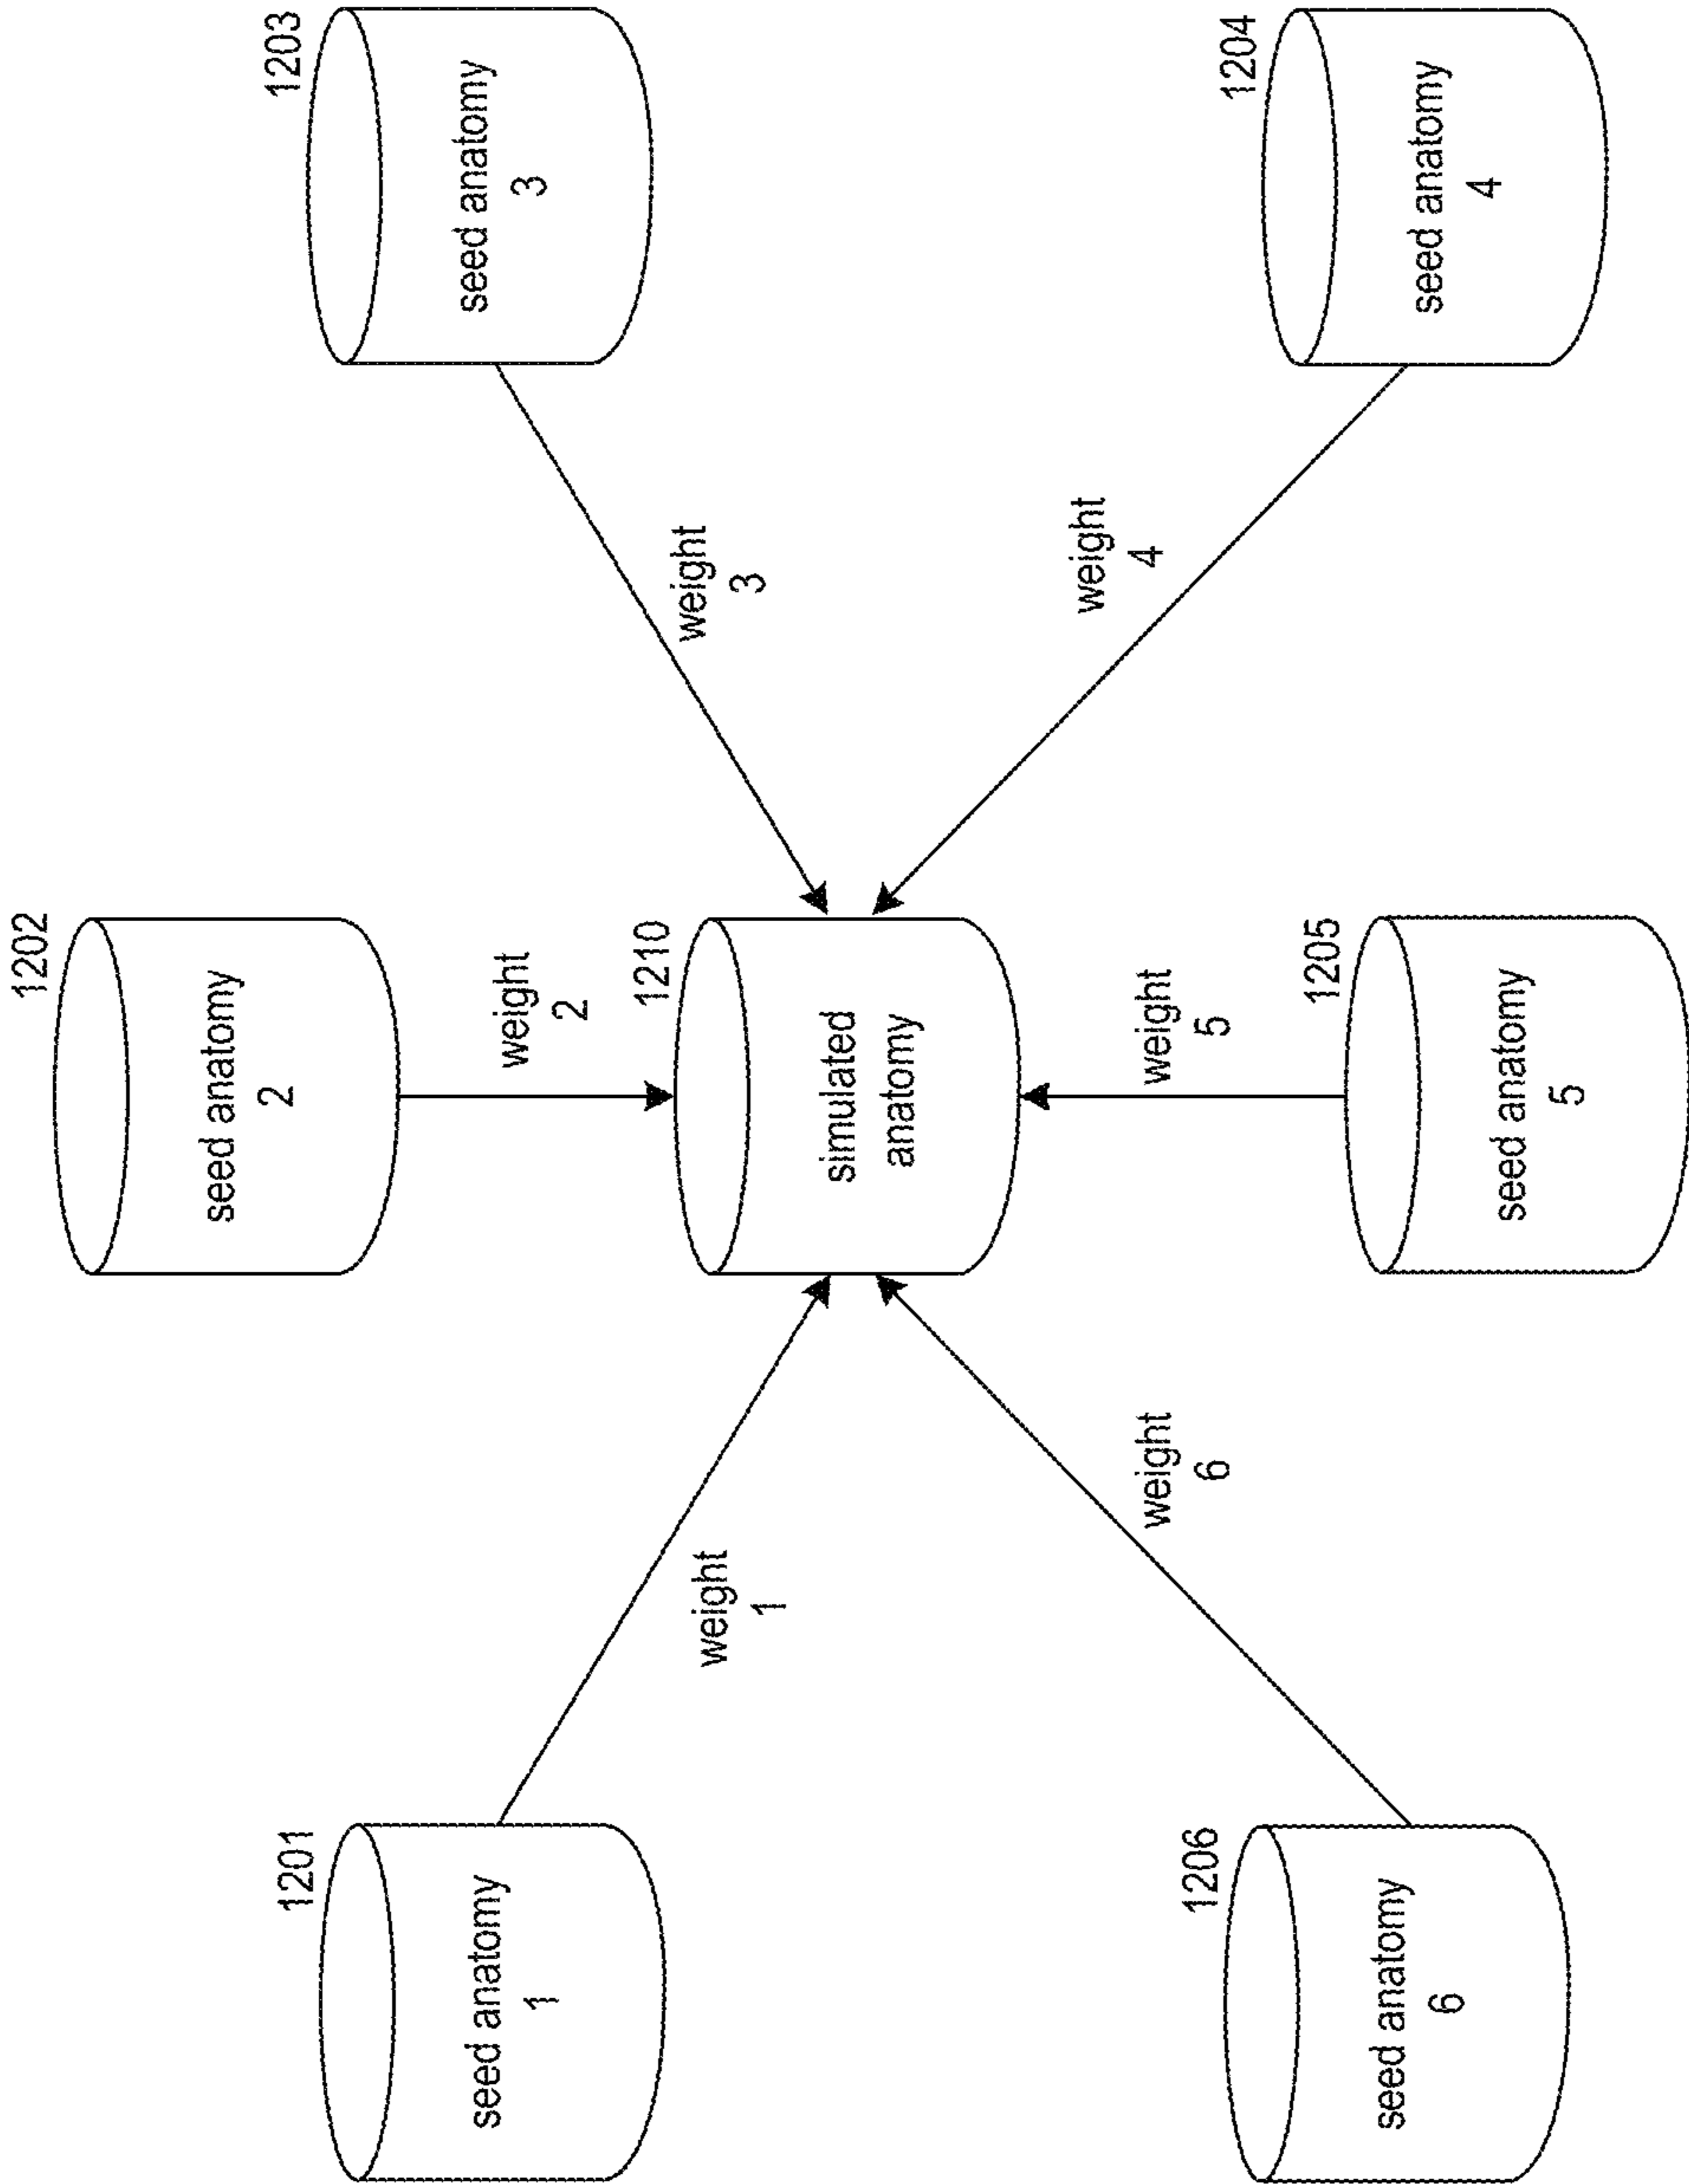 1201
seed anatomy
1
1202
seed anatomy
2
1203
seed anatomy
3
weight
1
weight
2
weight
3
1210
simulated
anatomy
weight
6
weight
5
weight
4
1206
seed anatomy
6
1205
seed anatomy
5
1204
seed anatomy
4